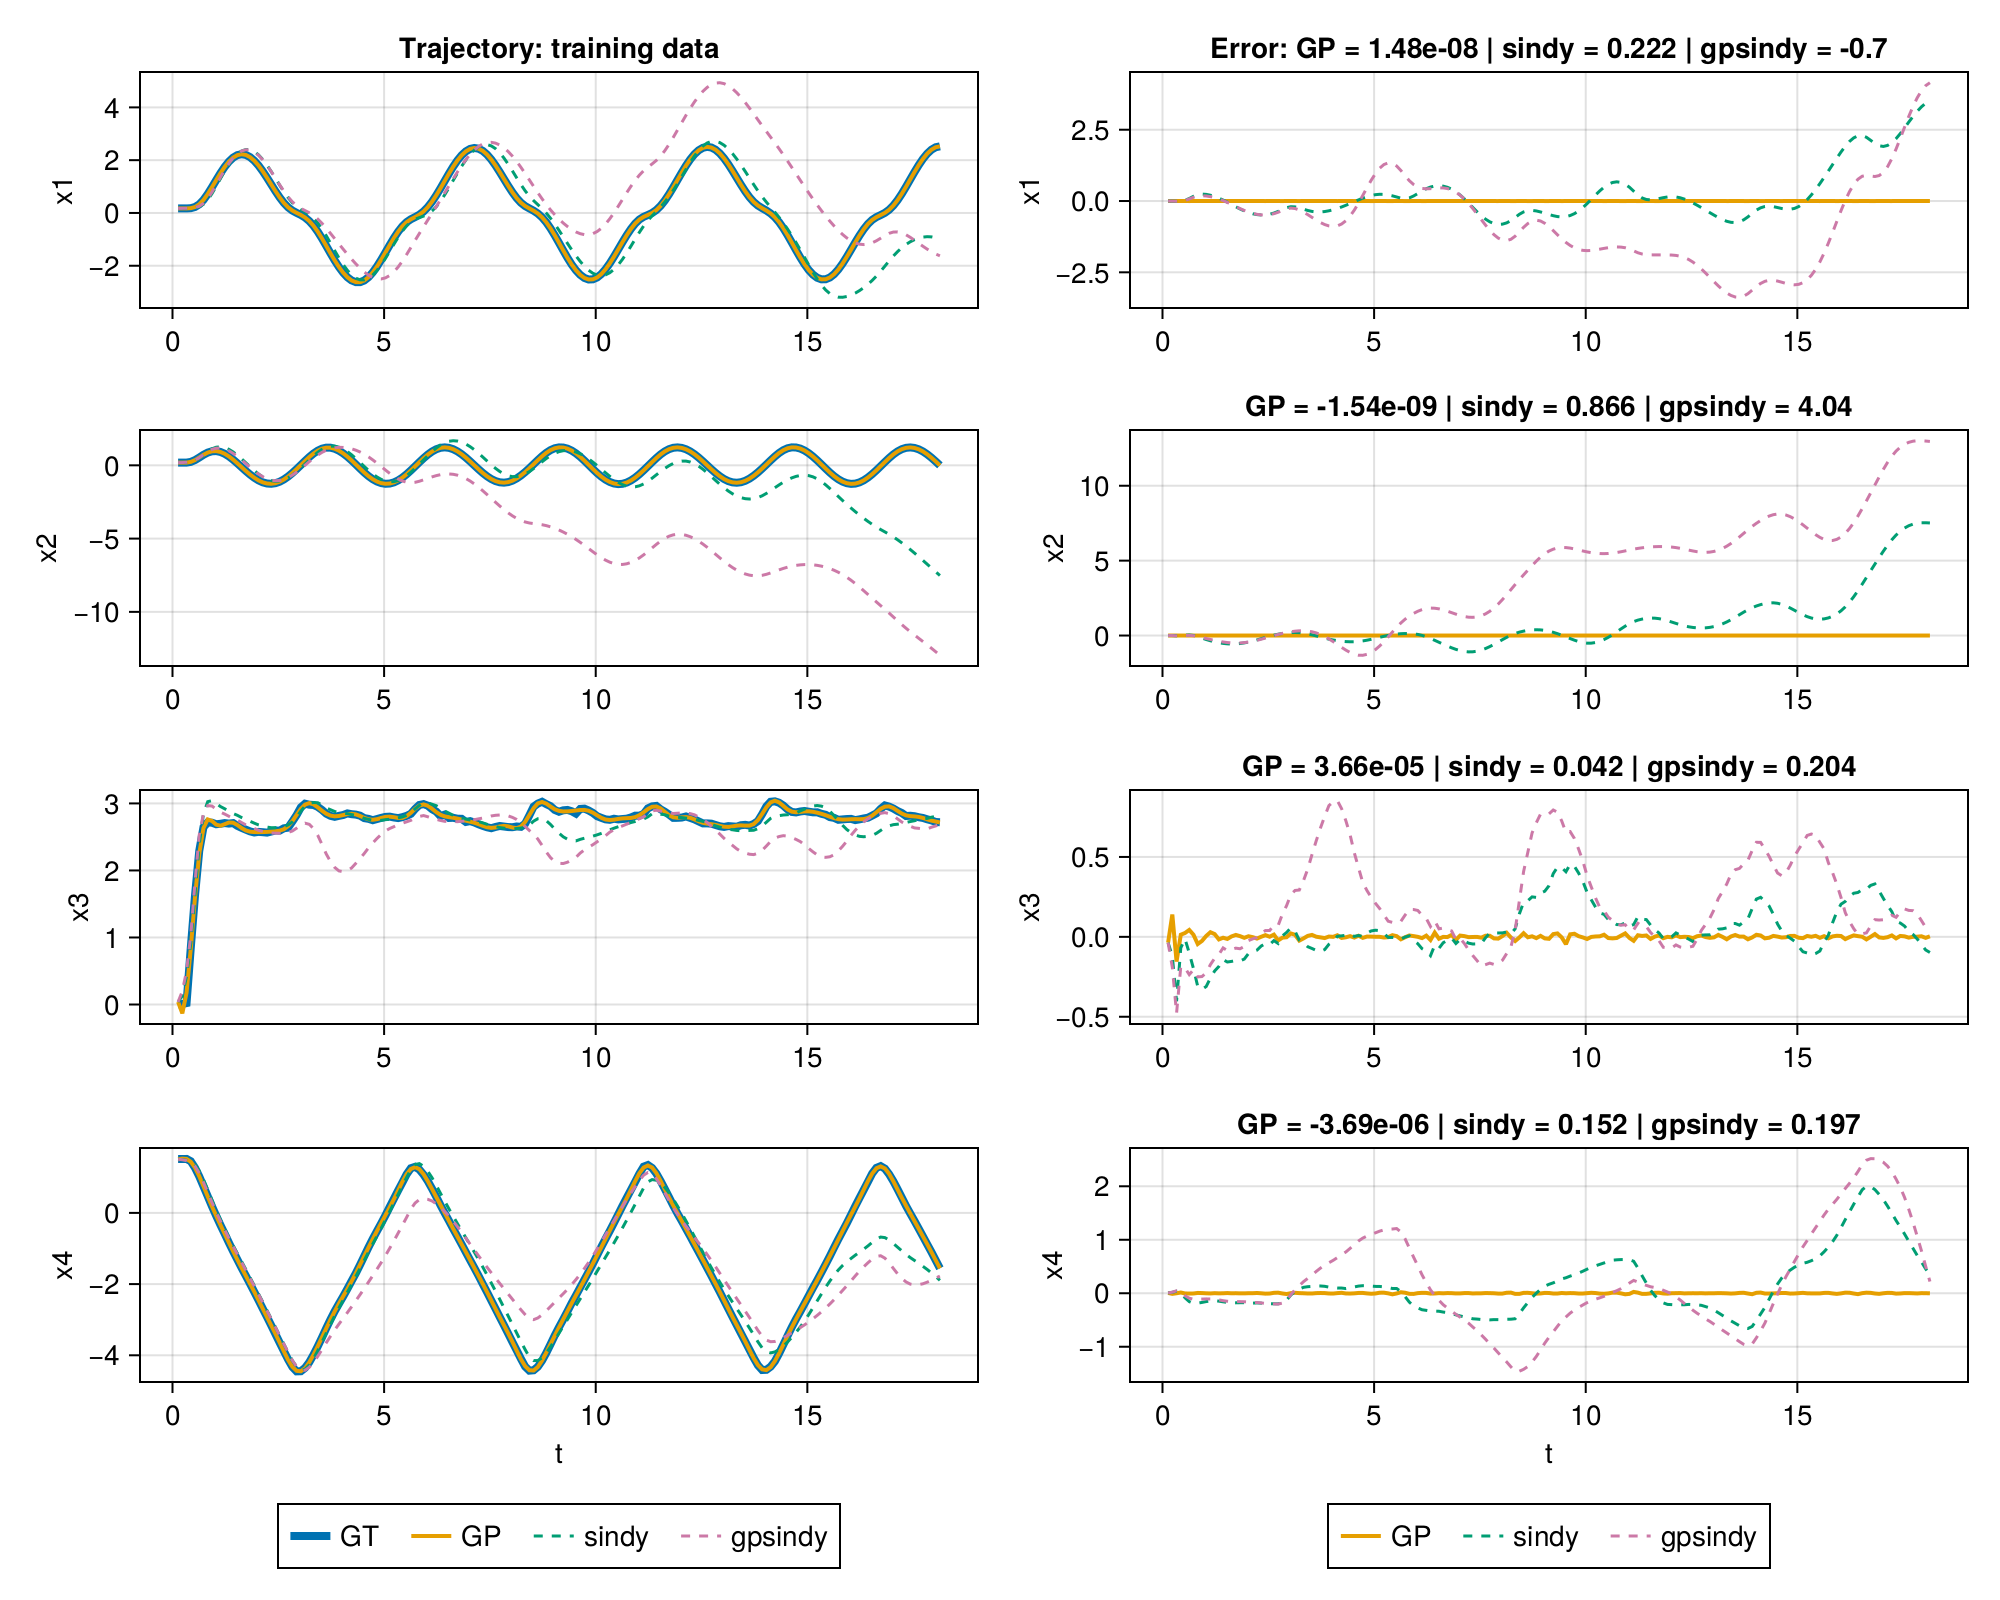 Trajectory: training data
Error: GP = 1.48e-08 | sindy = 0.222 | gpsindy = -0.7
x1
4
2
0
−2
0 5 10 15
x1
2.5
0.0
−2.5
0 5 10 15
GP = -1.54e-09 | sindy = 0.866 | gpsindy = 4.04
x2
0
−5
−10
0 5 10 15
x2
10
5
0
0 5 10 15
GP = 3.66e-05 | sindy = 0.042 | gpsindy = 0.204
x3
3
2
1
0
0 5 10 15
x3
0.5
0.0
−0.5
0 5 10 15
GP = -3.69e-06 | sindy = 0.152 | gpsindy = 0.197
x4
0
−2
−4
0 5 10 15
t
x4
2
1
0
−1
0 5 10 15
t
GT GP sindy gpsindy
GP sindy gpsindy